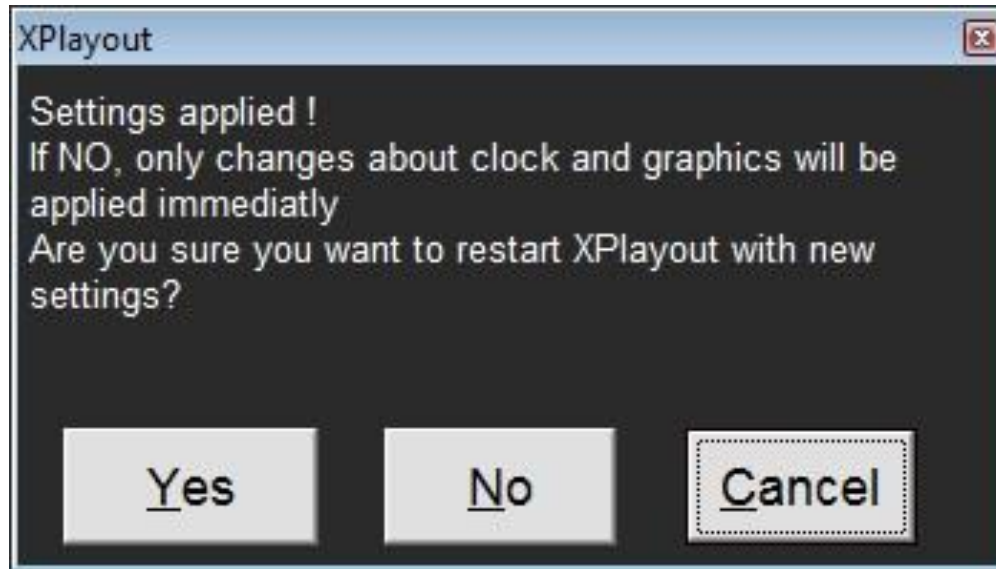 XPlayout
Settings applied !
If NO, only changes about clock and graphics will be
applied immediatly
Are you sure you want to restart XPlayout with new
settings?
Yes
No
Cancel